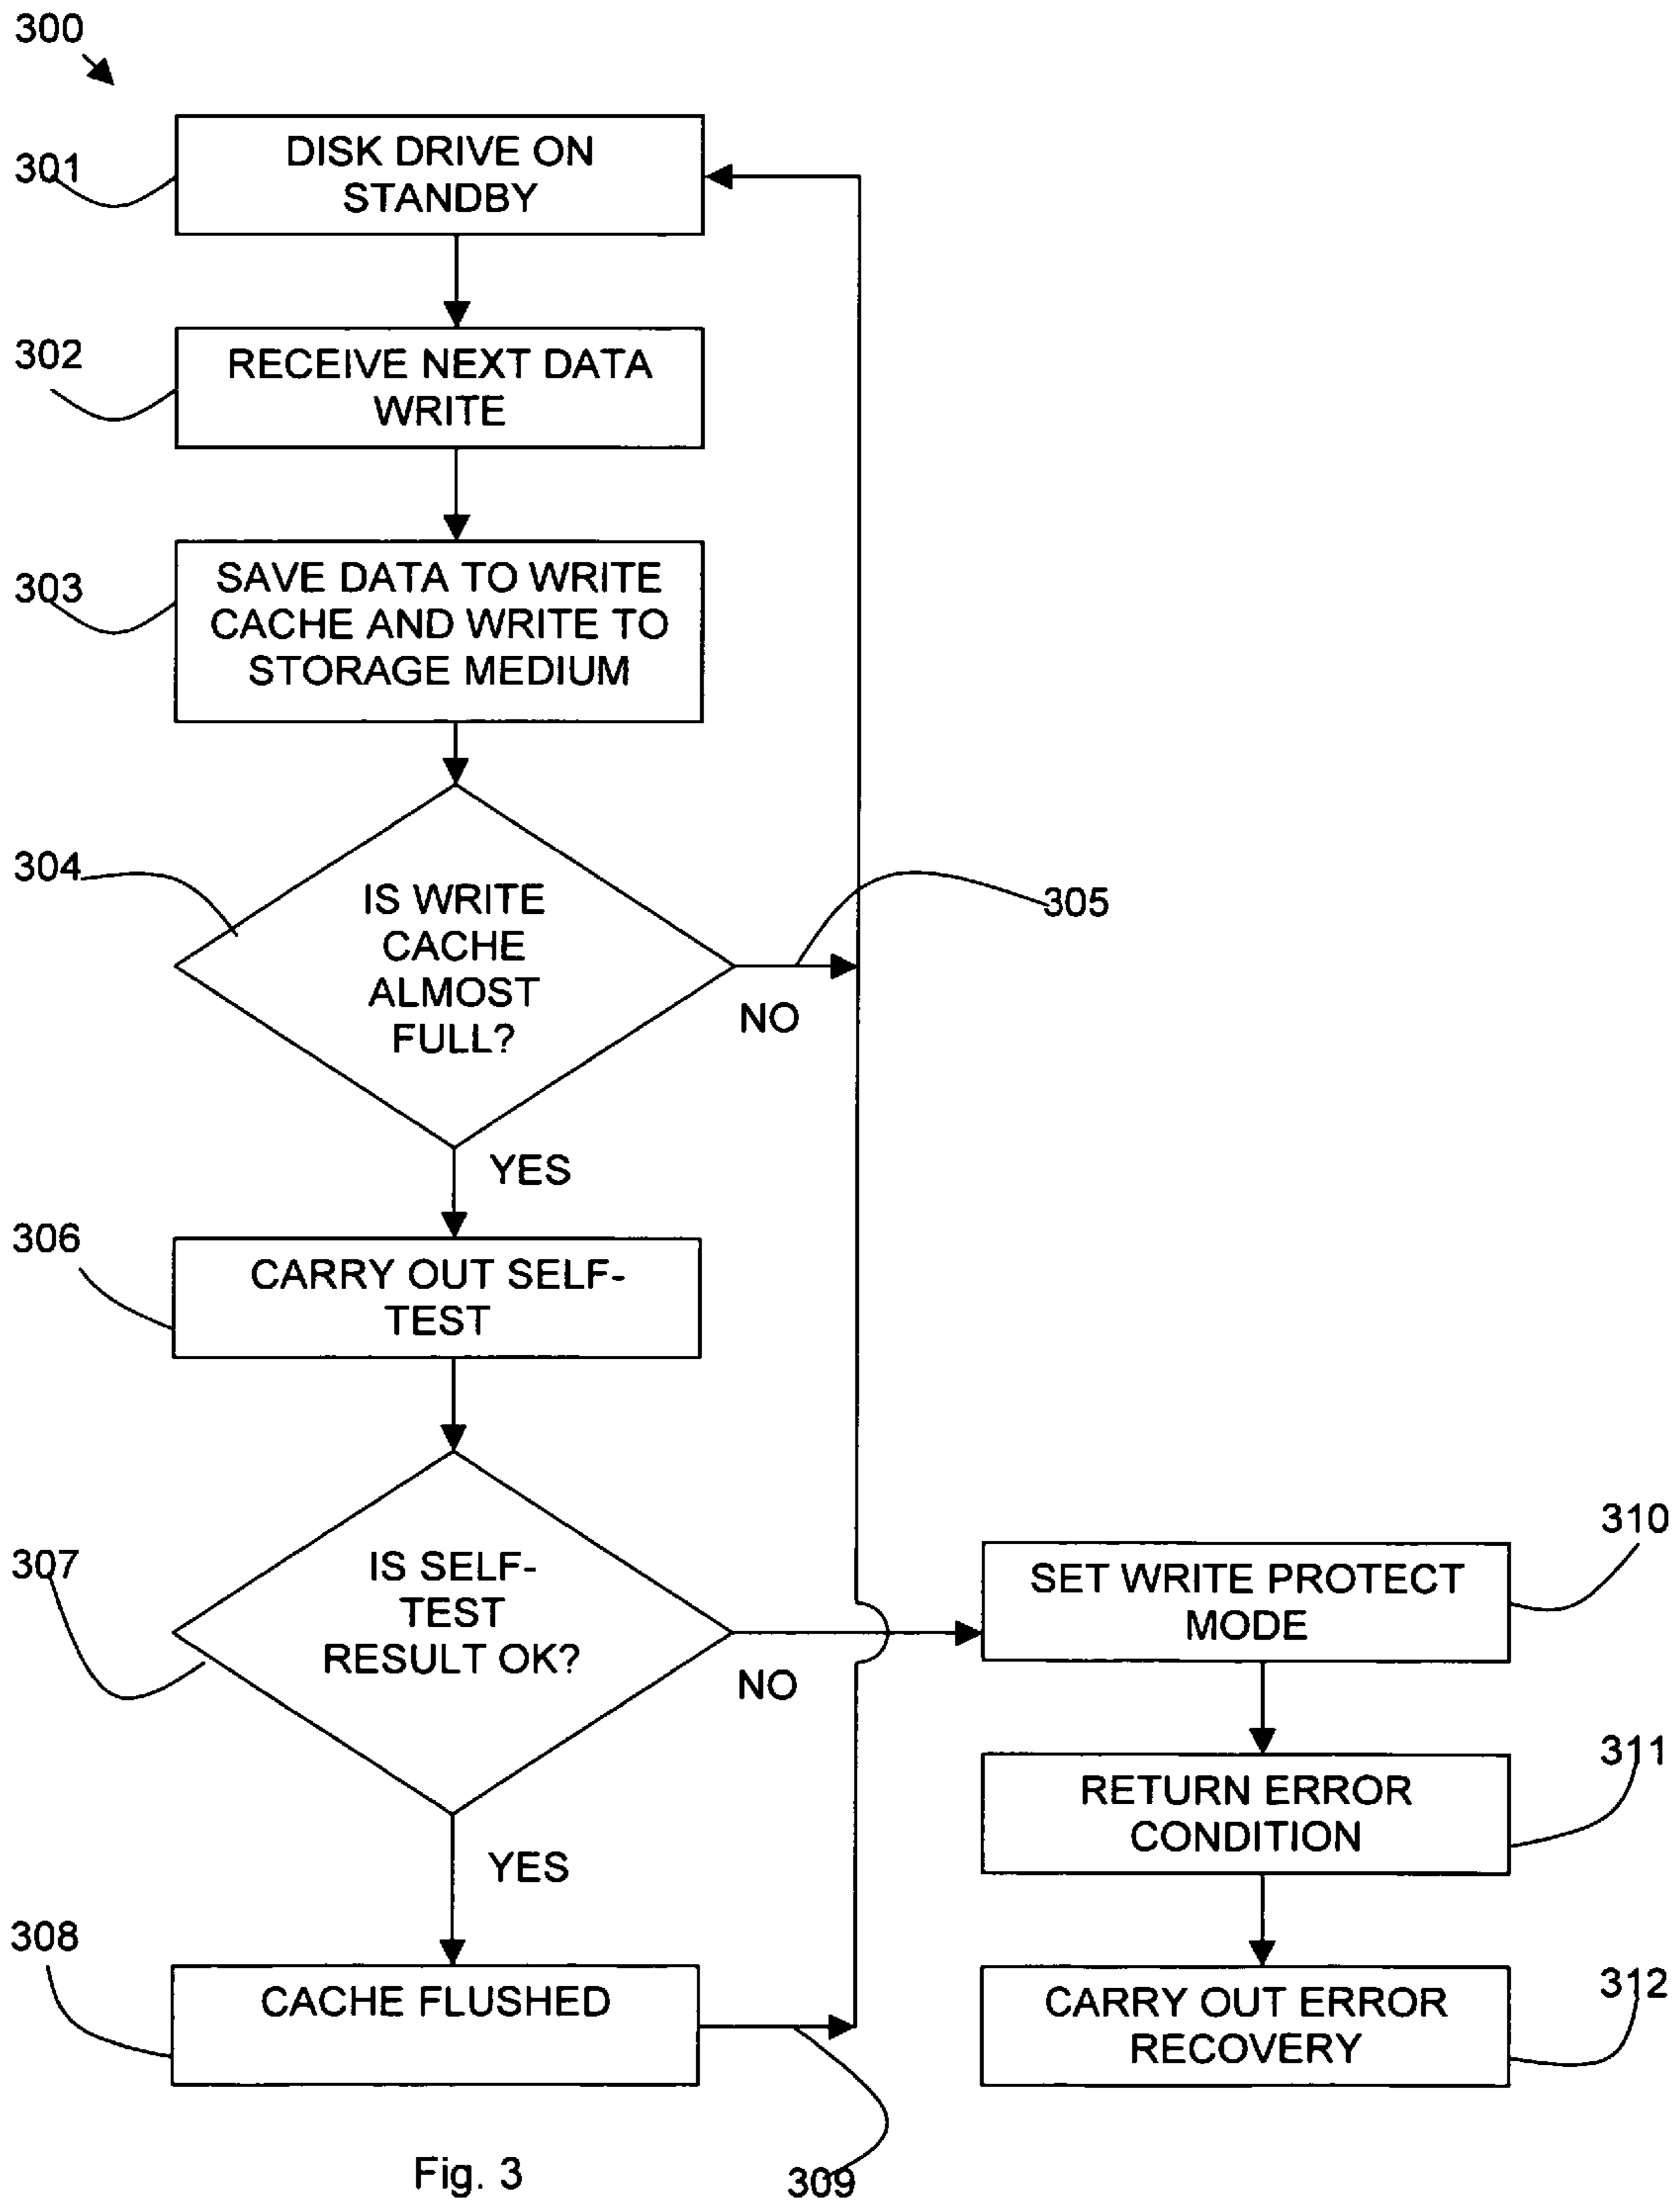 300
301
DISK DRIVE ON
STANDBY
302
RECEIVE NEXT DATA
WRITE
303
SAVE DATA TO WRITE
CACHE AND WRITE TO
STORAGE MEDIUM
304
IS WRITE
CACHE
ALMOST
FULL?
305
NO
YES
306
CARRY OUT SELF-
TEST
307
IS SELF-
TEST
RESULT OK?
NO
310
SET WRITE PROTECT
MODE
311
RETURN ERROR
CONDITION
YES
308
CACHE FLUSHED
312
CARRY OUT ERROR
RECOVERY
309
Fig. 3